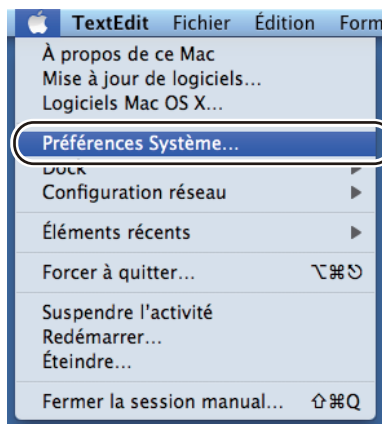 TextEdit Fichier Édition Form
À propos de ce Mac
Mise à jour de logiciels...
Logiciels Mac OS X...
Préférences Système...
Dock
Configuration réseau
Éléments récents
Forcer à quitter... ⌥⌘⎋
Suspendre l'activité
Redémarrer...
Éteindre...
Fermer la session manual... ⇧⌘Q